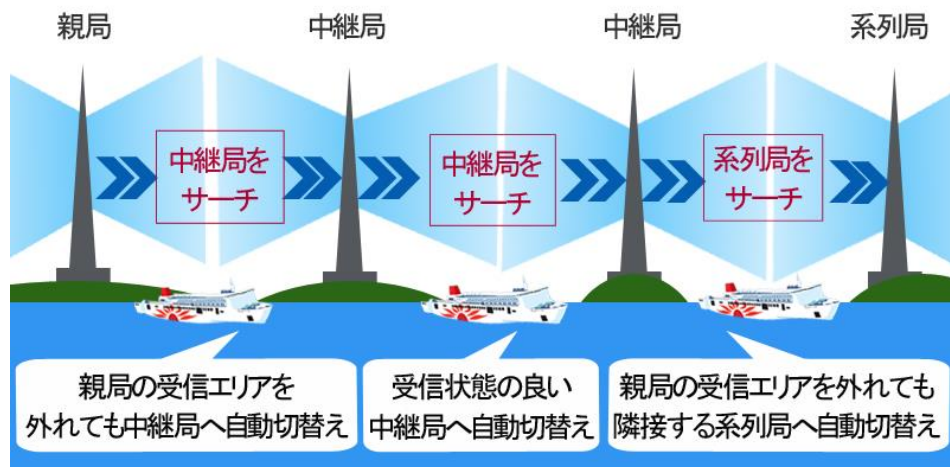 親局
中継局
中継局
系列局
中継局を
サーチ
中継局を
サーチ
系列局を
サーチ
親局の受信エリアを
外れても中継局へ自動切替え
受信状態の良い
中継局へ自動切替え
親局の受信エリアを外れても
隣接する系列局へ自動切替え